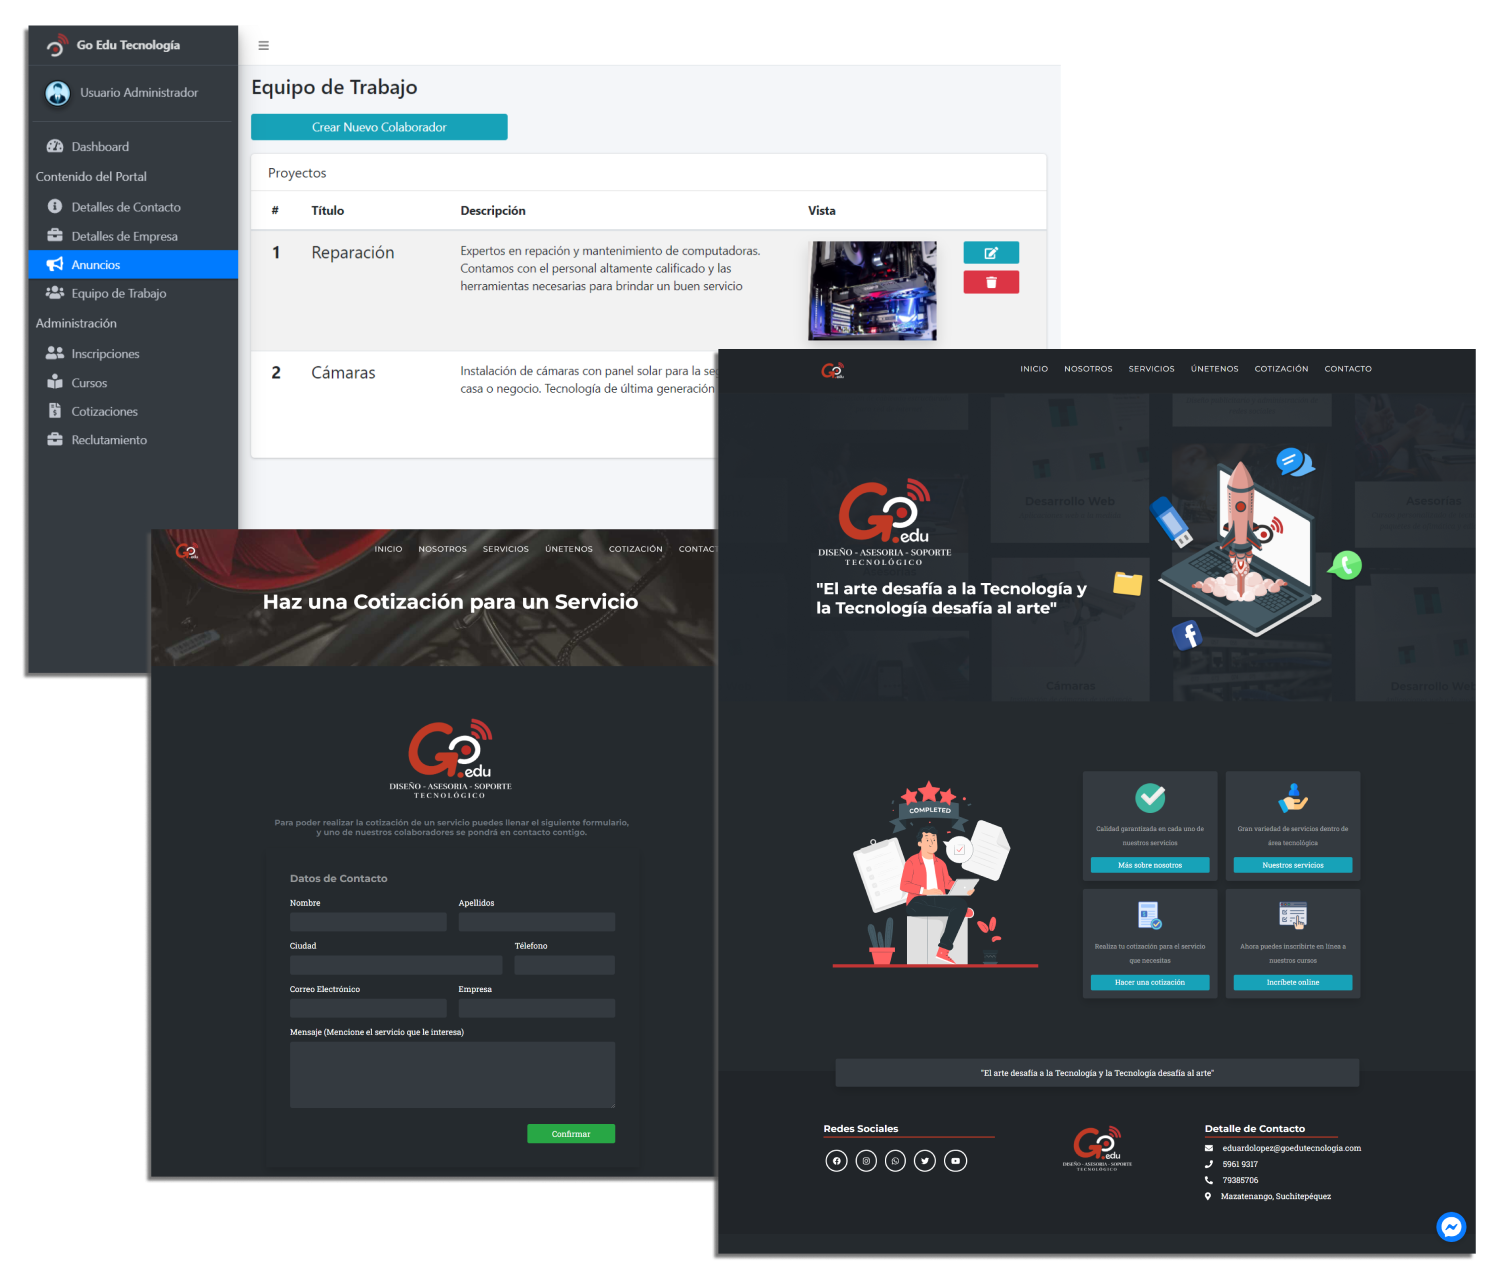 Go Edu Tecnología
Usuario Administrador
Dashboard
Contenido del Portal
Detalles de Contacto
Detalles de Empresa
Anuncios
Equipo de Trabajo
Administración
Inscripciones
Cursos
Cotizaciones
Reclutamiento
Equipo de Trabajo
Crear Nuevo Colaborador
Proyectos
# Título Descripción Vista
1 Reparación
Expertos en repación y mantenimiento de computadoras.
Contamos con el personal altamente calificado y las
herramientas necesarias para brindar un buen servicio
2 Cámaras
Instalación de cámaras con panel solar para la
casa o negocio. Tecnología de última generación
Go.edu
INICIO NOSOTROS SERVICIOS ÚNETENOS COTIZACIÓN CONTAC
Haz una Cotización para un Servicio
Go.edu
DISEÑO - ASESORIA - SOPORTE
TECNOLÓGICO
Para poder realizar la cotización de un servicio puedes llenar el siguiente formulario,
y uno de nuestros colaboradores se pondrá en contacto contigo.
Datos de Contacto
Nombre Apellidos
Ciudad Télefono
Correo Electrónico Empresa
Mensaje (Mencione el servicio que le interesa)
Confirmar
Go.edu
INICIO NOSOTROS SERVICIOS ÚNETENOS COTIZACIÓN CONTACTO
Desarrollo Web
Asesorías
Cámaras
Desarrollo Web
Go.edu
DISEÑO - ASESORIA - SOPORTE
TECNOLÓGICO
"El arte desafía a la Tecnología y
la Tecnología desafía al arte"
COMPLETED
Calidad garantizada en cada uno de
nuestros servicios
Más sobre nosotros
Gran variedad de servicios dentro de
área tecnológica
Nuestros servicios
Realiza tu cotización para el servicio
que necesitas
Hacer una cotización
Ahora puedes inscribirte en línea a
nuestros cursos
Incríbete online
"El arte desafía a la Tecnología y la Tecnología desafía al arte"
Redes Sociales
Go.edu
DISEÑO - ASESORIA - SOPORTE
TECNOLÓGICO
Detalle de Contacto
eduardolopez@goedutecnologia.com
5961 9317
79385706
Mazatenango, Suchitepéquez